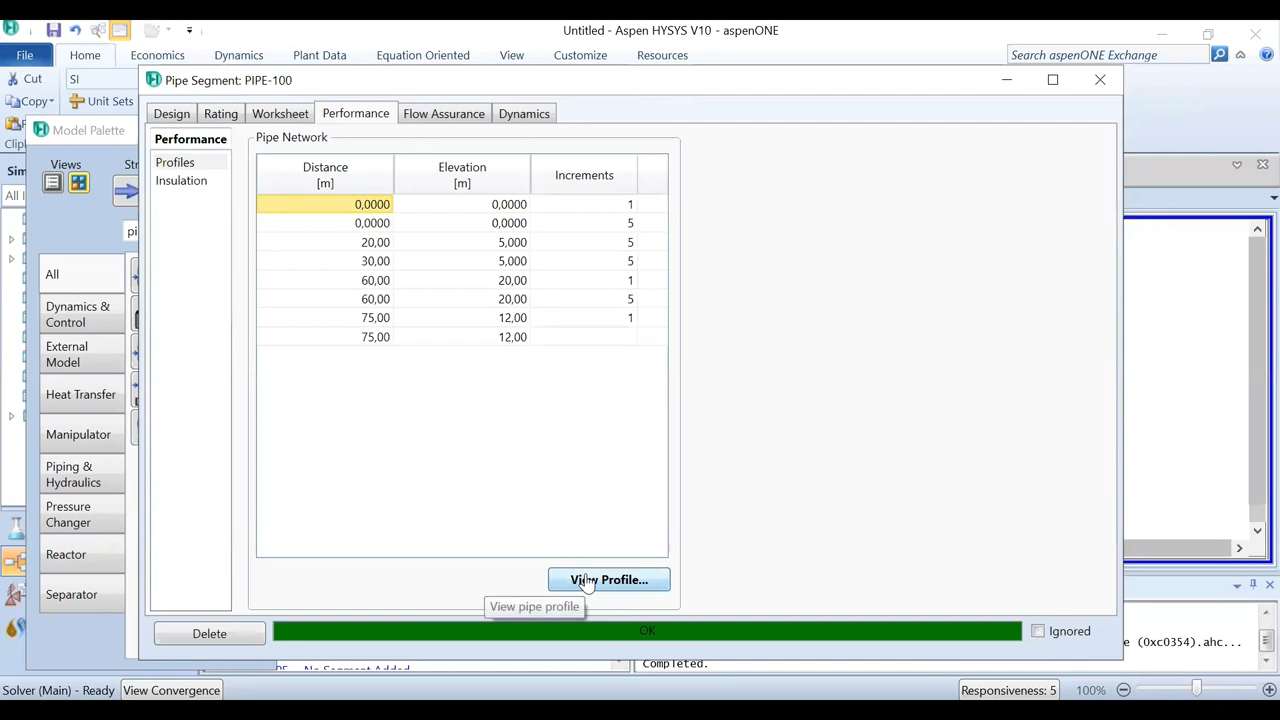 Untitled - Aspen HYSYS V10 - aspenONE
File Home Economics Dynamics Plant Data Equation Oriented View Customize Resources Search aspenONE Exchange
Cut SI
Copy Unit Sets
Pipe Segment: PIPE-100
Model Palette
Views
Design Rating Worksheet Performance Flow Assurance Dynamics
Performance
Profiles
Insulation
Pipe Network
Distance [m] Elevation [m] Increments
0,0000 0,0000 1
0,0000 0,0000 5
20,00 5,000 5
30,00 5,000 5
60,00 20,00 1
60,00 20,00 5
75,00 12,00 1
75,00 12,00
All
Dynamics &
Control
External
Model
Heat Transfer
Manipulator
Piping &
Hydraulics
Pressure
Changer
Reactor
Separator
View Profile...
View pipe profile
Delete OK Ignored
e (0xc0354).ahc...
Completed.
Solver (Main) - Ready View Convergence Responsiveness: 5 100%